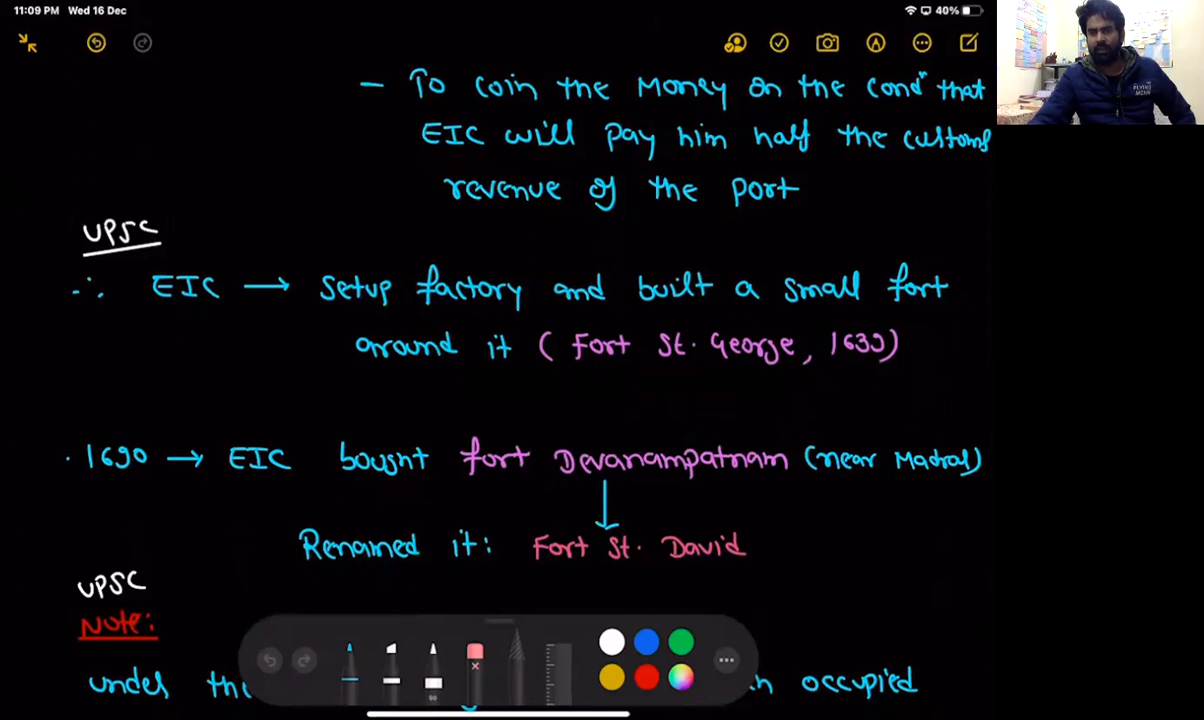 11:09 PM Wed 16 Dec 40%
- To coin the money on the condn that
EIC will pay him half the customs
revenue of the port
UPSC
∴ EIC → setup factory and built a small fort
around it (Fort St. George, 1639)
. 1690 → EIC bought fort Devanampatnam (near Madras)
↓
Renamed it: Fort St. David
UPSC
Note:
under the occupied